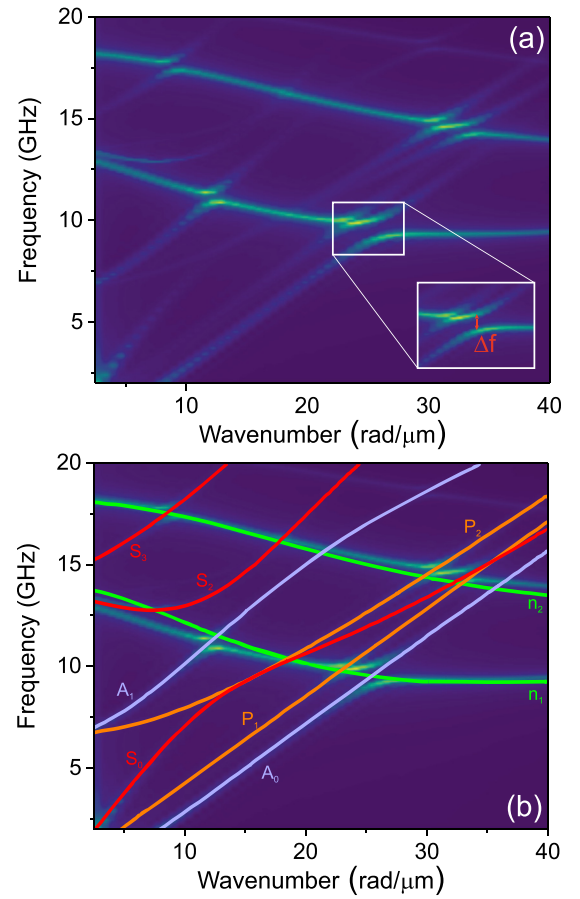 (a)
20
15
10
5
Frequency (GHz)
Δf
10 20 30 40
Wavenumber (rad/μm)
20
15
10
5
Frequency (GHz)
S₃
S₂
P₂
n₂
A₁
n₁
P₁
S₀
A₀
(b)
10 20 30 40
Wavenumber (rad/μm)